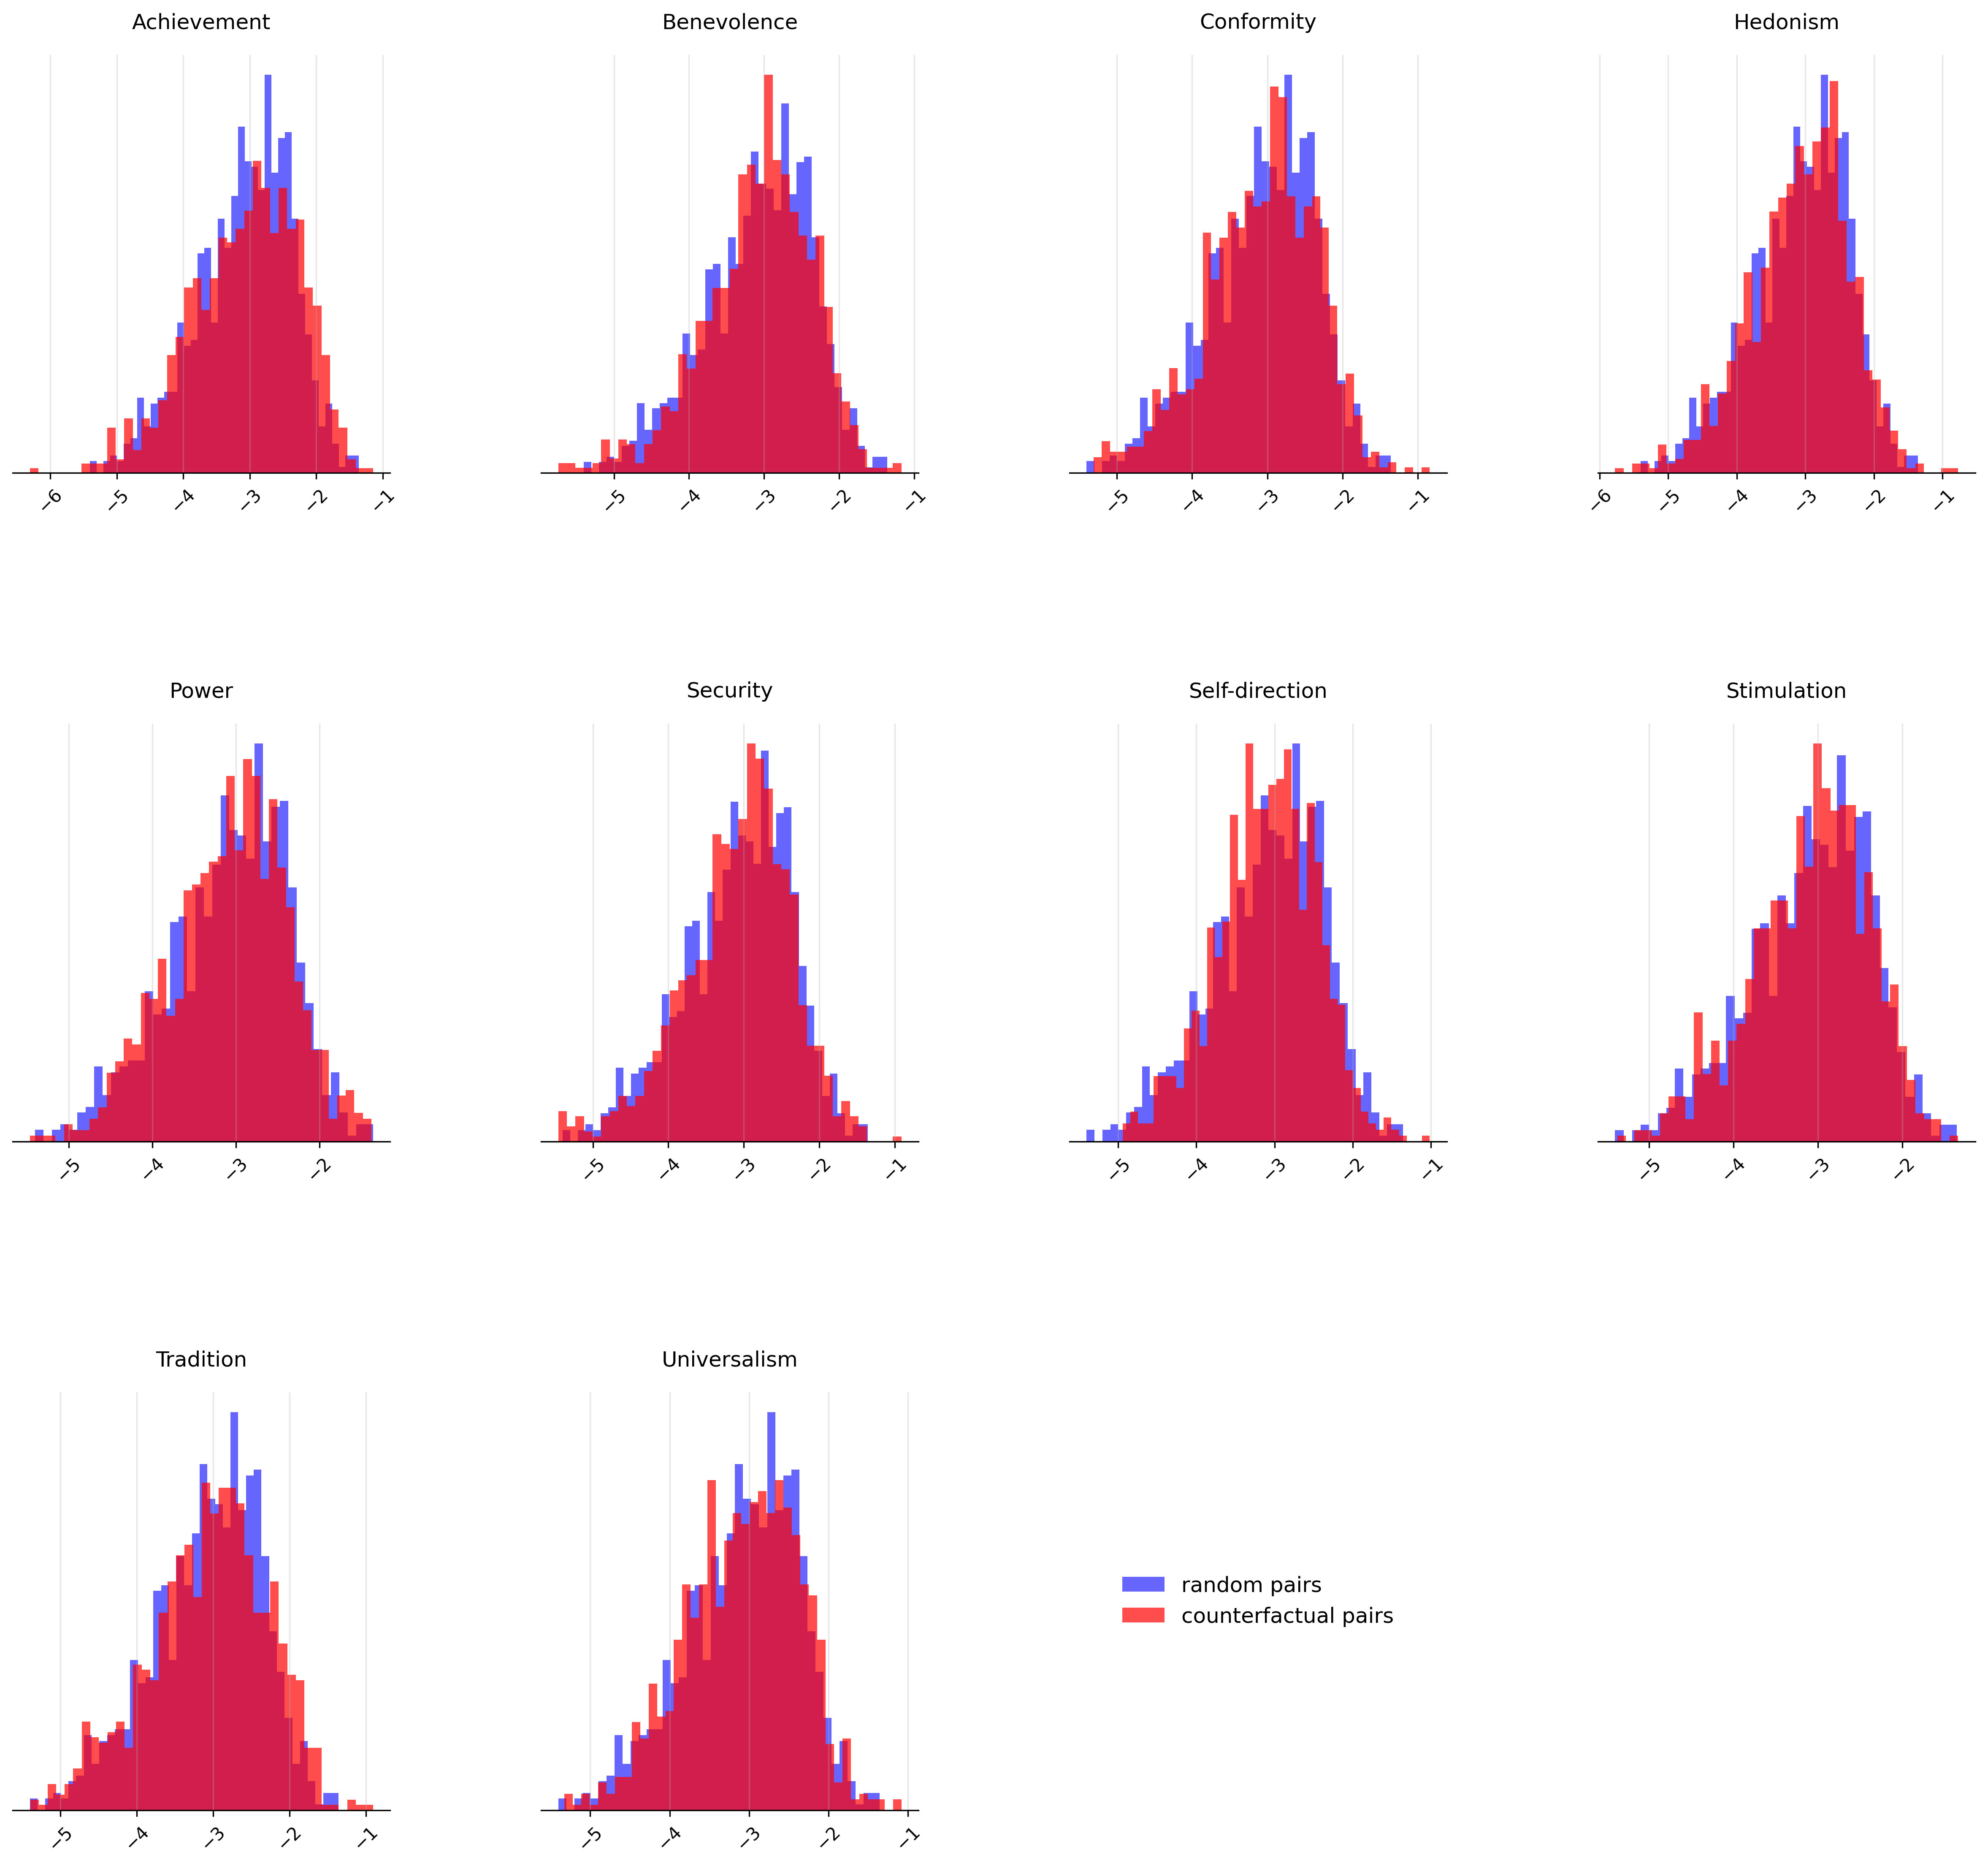 Achievement Benevolence Conformity Hedonism
−6 −5 −4 −3 −2 −1 −5 −4 −3 −2 −1 −5 −4 −3 −2 −1 −6 −5 −4 −3 −2 −1
Power Security Self-direction Stimulation
−5 −4 −3 −2 −5 −4 −3 −2 −1 −5 −4 −3 −2 −1 −5 −4 −3 −2
Tradition Universalism
random pairs
counterfactual pairs
−5 −4 −3 −2 −1 −5 −4 −3 −2 −1